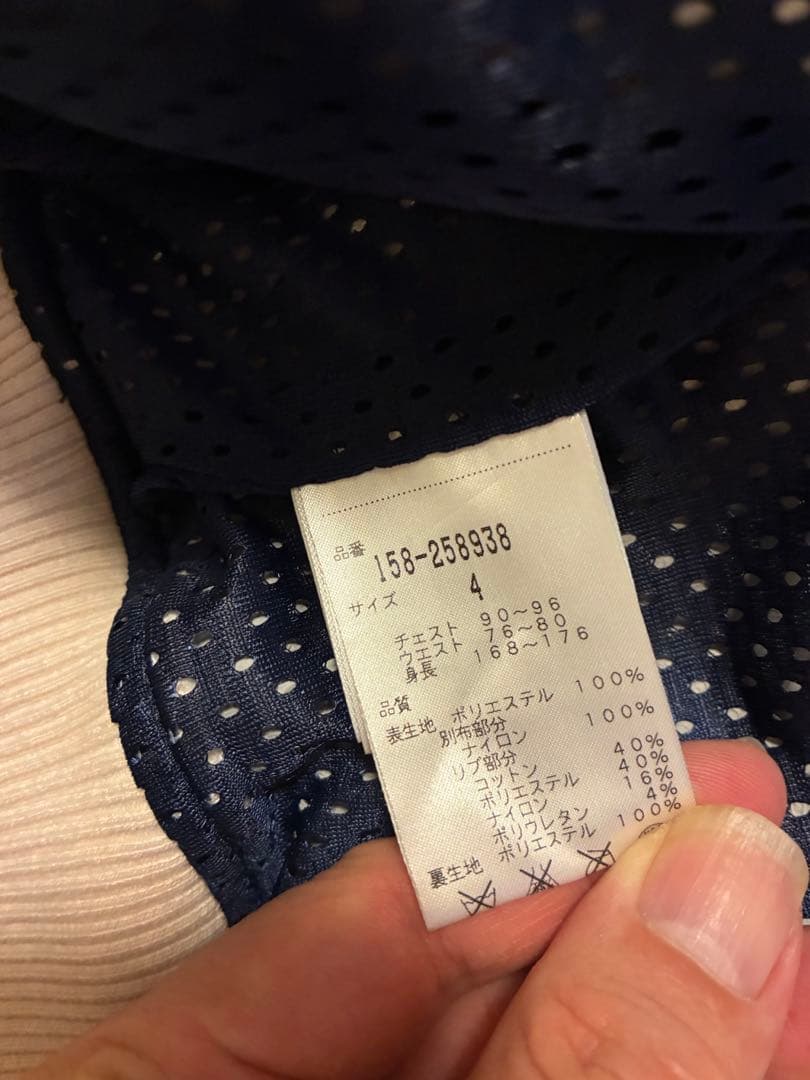 品番 158-258938
サイズ 4
チェスト 90～96
ウエスト 76～80
身長 168～176
品質
表生地 ポリエステル 100%
別布部分
ナイロン 100%
リブ部分
コットン 40%
ポリエステル 40%
ナイロン 16%
ポリウレタン 4%
裏生地 ポリエステル 100%